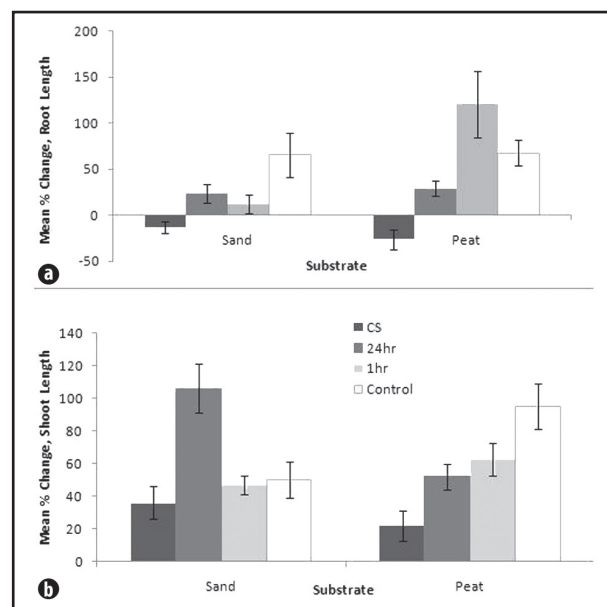 Mean % Change, Root Length
200
150
100
50
0
-50
Sand
Peat
Substrate
a
Mean % Change, Shoot Length
140
120
100
80
60
40
20
0
CS
24hr
1hr
Control
Sand
Substrate
Peat
b